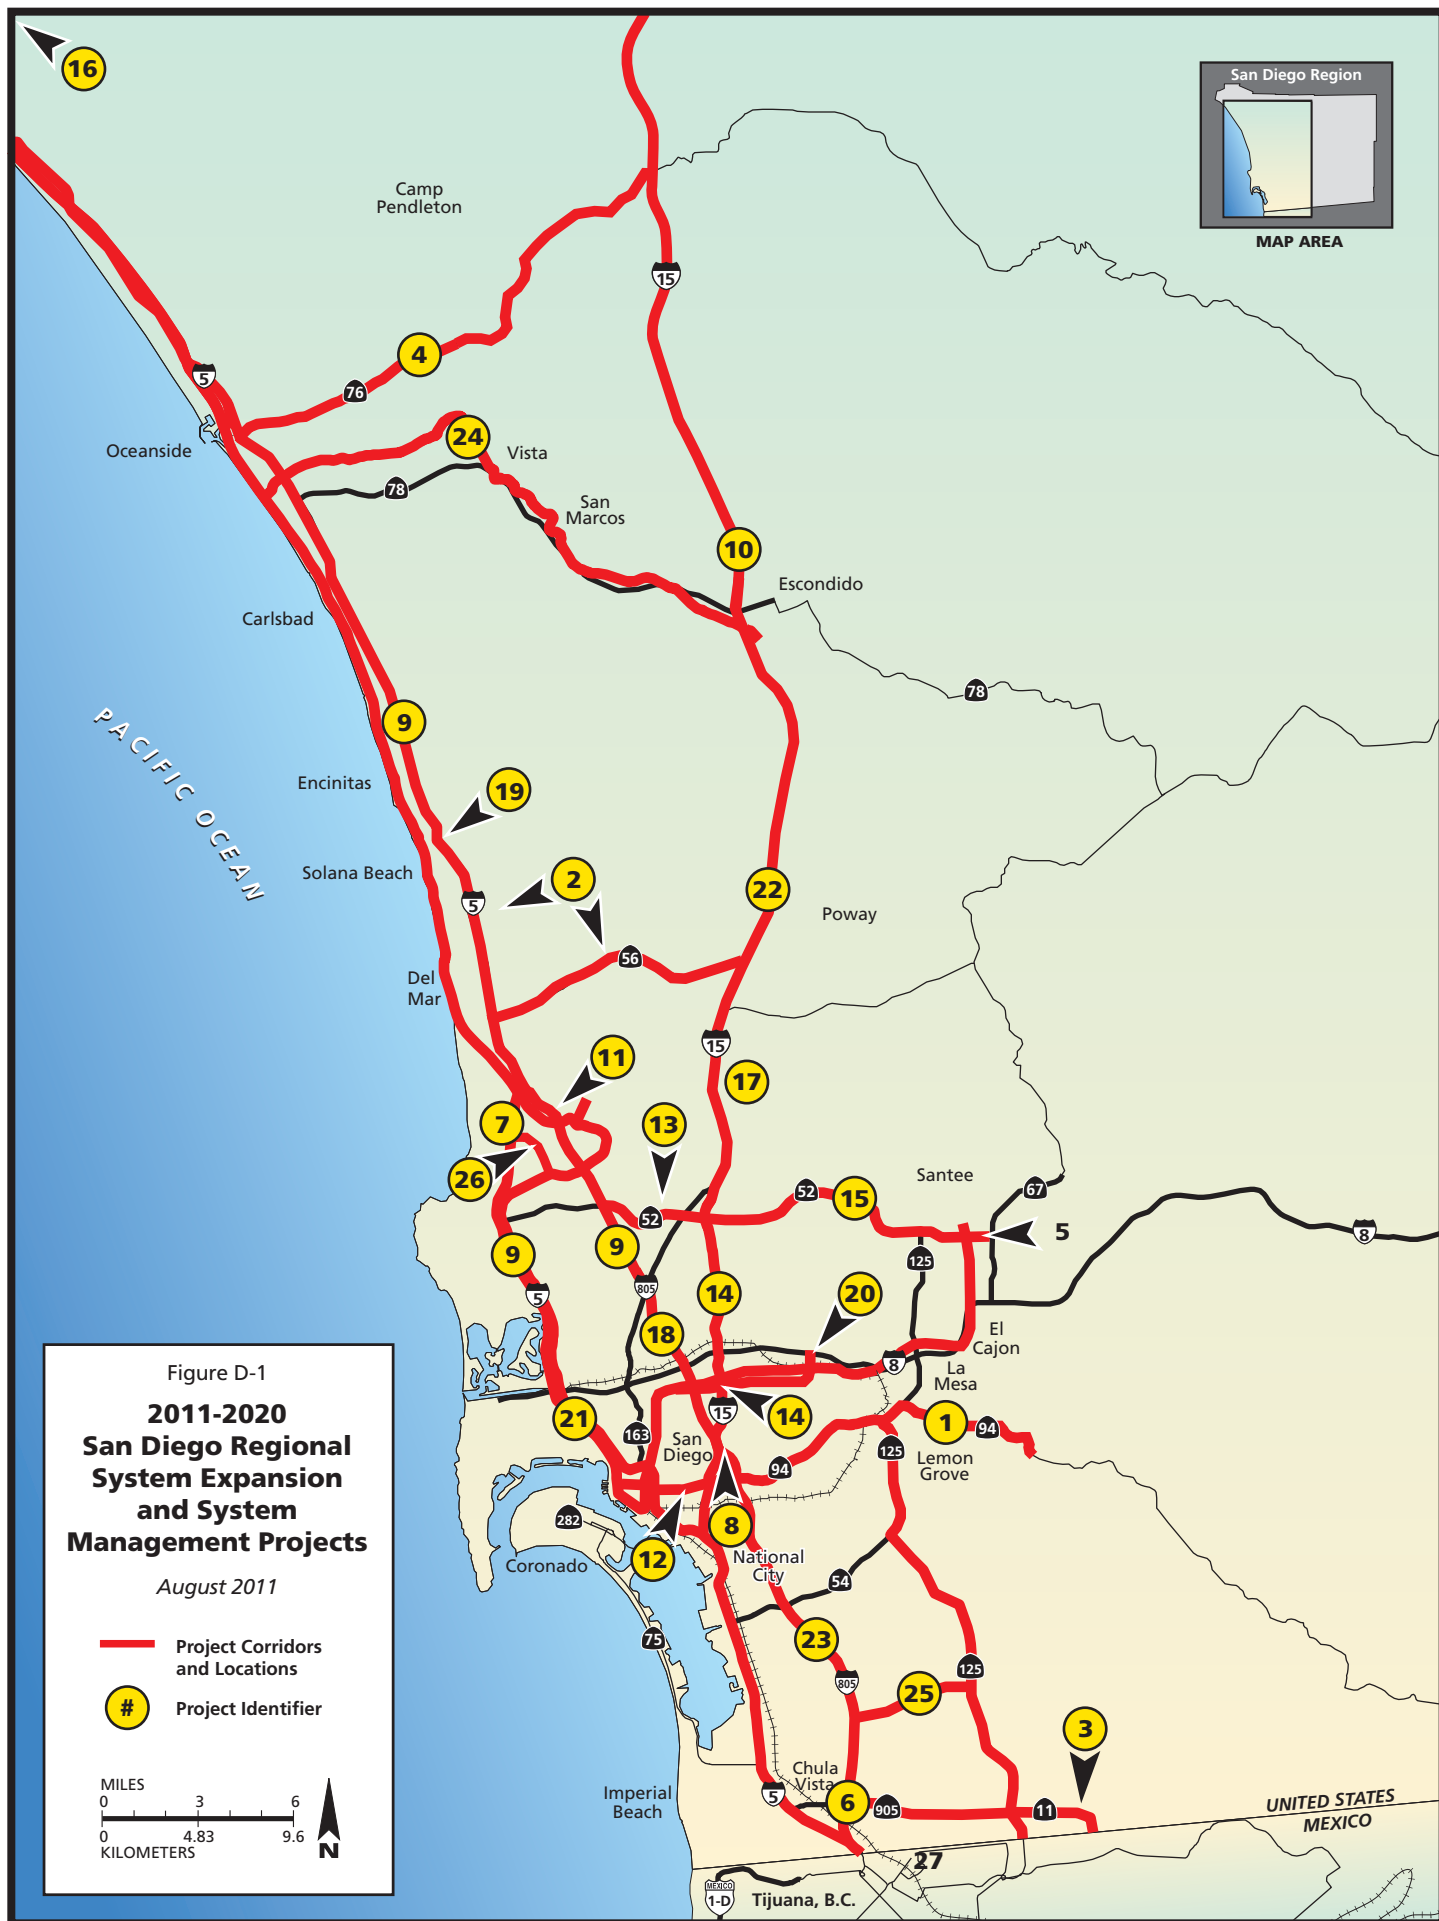 16
San Diego Region
MAP AREA
Camp
Pendleton
15
4
5
76
24
Oceanside
Vista
78
San
Marcos
10
Escondido
Carlsbad
78
9
PACIFIC OCEAN
Encinitas
19
Solana Beach
2
22
5
Poway
56
Del
Mar
15
11
17
7
13
26
Santee
52
15
67
52
5
8
9
9
125
805
5
14
20
18
El
Cajon
8
La
Mesa
14
15
21
1
94
163
San
Diego
125
Lemon
Grove
94
282
8
12
National
City
Coronado
54
75
23
125
805
25
3
Chula
Vista
5
6
905
11
Imperial
Beach
UNITED STATES
MEXICO
27
MEXICO
1-D
Tijuana, B.C.
Figure D-1
2011-2020
San Diego Regional
System Expansion
and System
Management Projects
August 2011
Project Corridors
and Locations
# Project Identifier
MILES
0 3 6
0 4.83 9.6
KILOMETERS
N